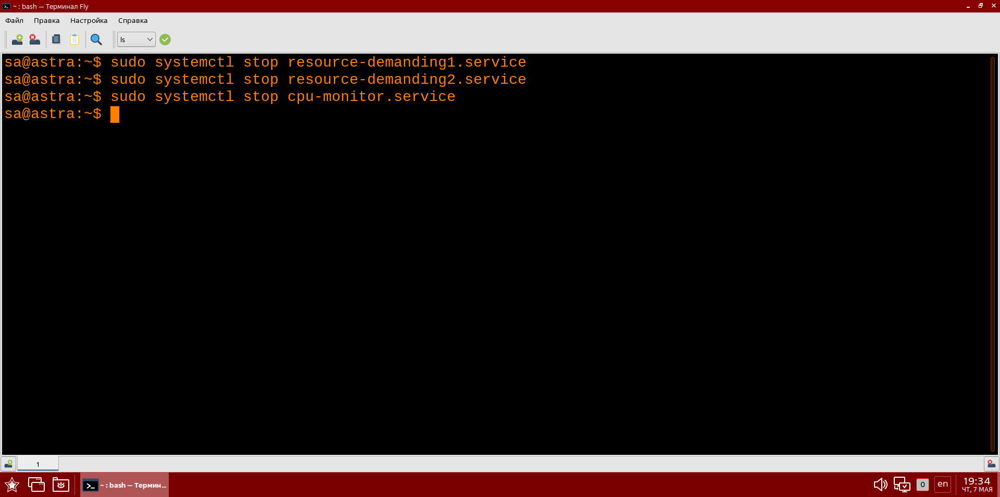 ~ : bash — Терминал Fly
Файл Правка Настройка Справка
ls
sa@astra:~$ sudo systemctl stop resource-demanding1.service
sa@astra:~$ sudo systemctl stop resource-demanding2.service
sa@astra:~$ sudo systemctl stop cpu-monitor.service
sa@astra:~$
1
~ : bash — Термин...
0
en
19:34
ЧТ, 7 МАЯ